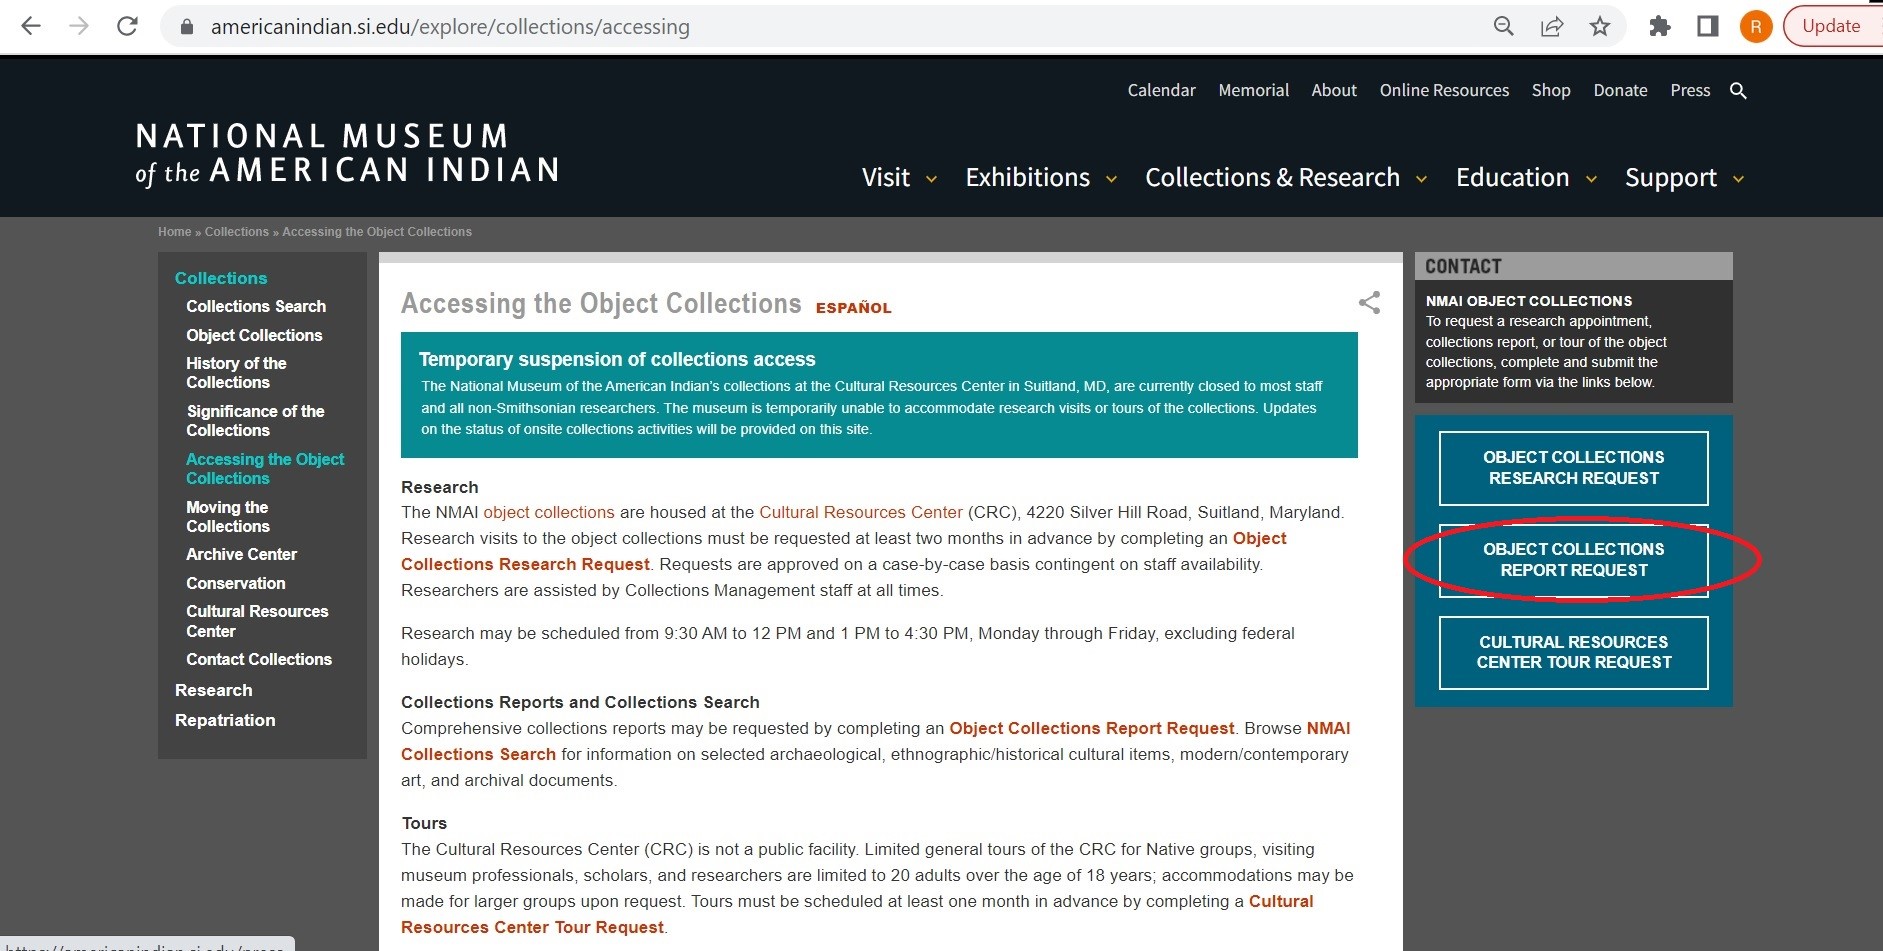 americanindian.si.edu/explore/collections/accessing
R
Update
Calendar Memorial About Online Resources Shop Donate Press
NATIONAL MUSEUM
of the AMERICAN INDIAN
Visit Exhibitions Collections & Research Education Support
Home » Collections » Accessing the Object Collections
Collections
Collections Search
Object Collections
History of the
Collections
Significance of the
Collections
Accessing the Object
Collections
Moving the
Collections
Archive Center
Conservation
Cultural Resources
Center
Contact Collections
Research
Repatriation
Accessing the Object Collections ESPAÑOL
Temporary suspension of collections access
The National Museum of the American Indian's collections at the Cultural Resources Center in Suitland, MD, are currently closed to most staff
and all non-Smithsonian researchers. The museum is temporarily unable to accommodate research visits or tours of the collections. Updates
on the status of onsite collections activities will be provided on this site.
Research
The NMAI object collections are housed at the Cultural Resources Center (CRC), 4220 Silver Hill Road, Suitland, Maryland.
Research visits to the object collections must be requested at least two months in advance by completing an Object
Collections Research Request. Requests are approved on a case-by-case basis contingent on staff availability.
Researchers are assisted by Collections Management staff at all times.
Research may be scheduled from 9:30 AM to 12 PM and 1 PM to 4:30 PM, Monday through Friday, excluding federal
holidays.
Collections Reports and Collections Search
Comprehensive collections reports may be requested by completing an Object Collections Report Request. Browse NMAI
Collections Search for information on selected archaeological, ethnographic/historical cultural items, modern/contemporary
art, and archival documents.
Tours
The Cultural Resources Center (CRC) is not a public facility. Limited general tours of the CRC for Native groups, visiting
museum professionals, scholars, and researchers are limited to 20 adults over the age of 18 years; accommodations may be
made for larger groups upon request. Tours must be scheduled at least one month in advance by completing a Cultural
Resources Center Tour Request.
CONTACT
NMAI OBJECT COLLECTIONS
To request a research appointment,
collections report, or tour of the object
collections, complete and submit the
appropriate form via the links below.
OBJECT COLLECTIONS
RESEARCH REQUEST
OBJECT COLLECTIONS
REPORT REQUEST
CULTURAL RESOURCES
CENTER TOUR REQUEST